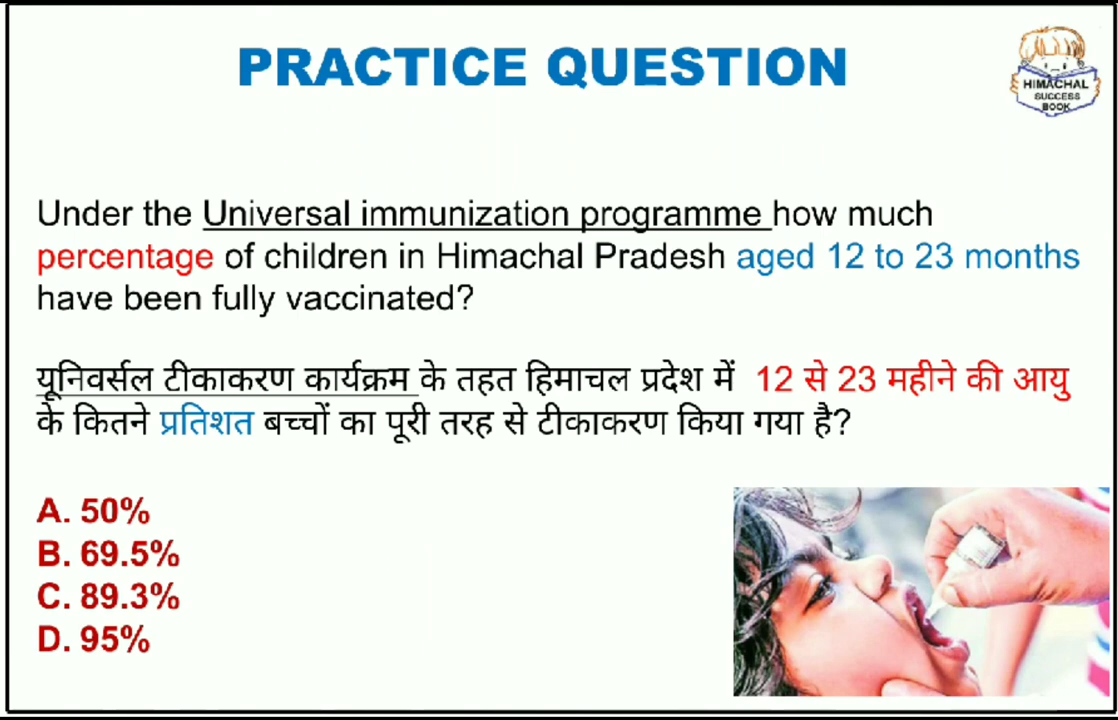 PRACTICE QUESTION
HIMACHAL
SUCCESS
BOOK
Under the Universal immunization programme how much
percentage of children in Himachal Pradesh aged 12 to 23 months
have been fully vaccinated?
यूनिवर्सल टीकाकरण कार्यक्रम के तहत हिमाचल प्रदेश में 12 से 23 महीने की आयु
के कितने प्रतिशत बच्चों का पूरी तरह से टीकाकरण किया गया है?
A. 50%
B. 69.5%
C. 89.3%
D. 95%